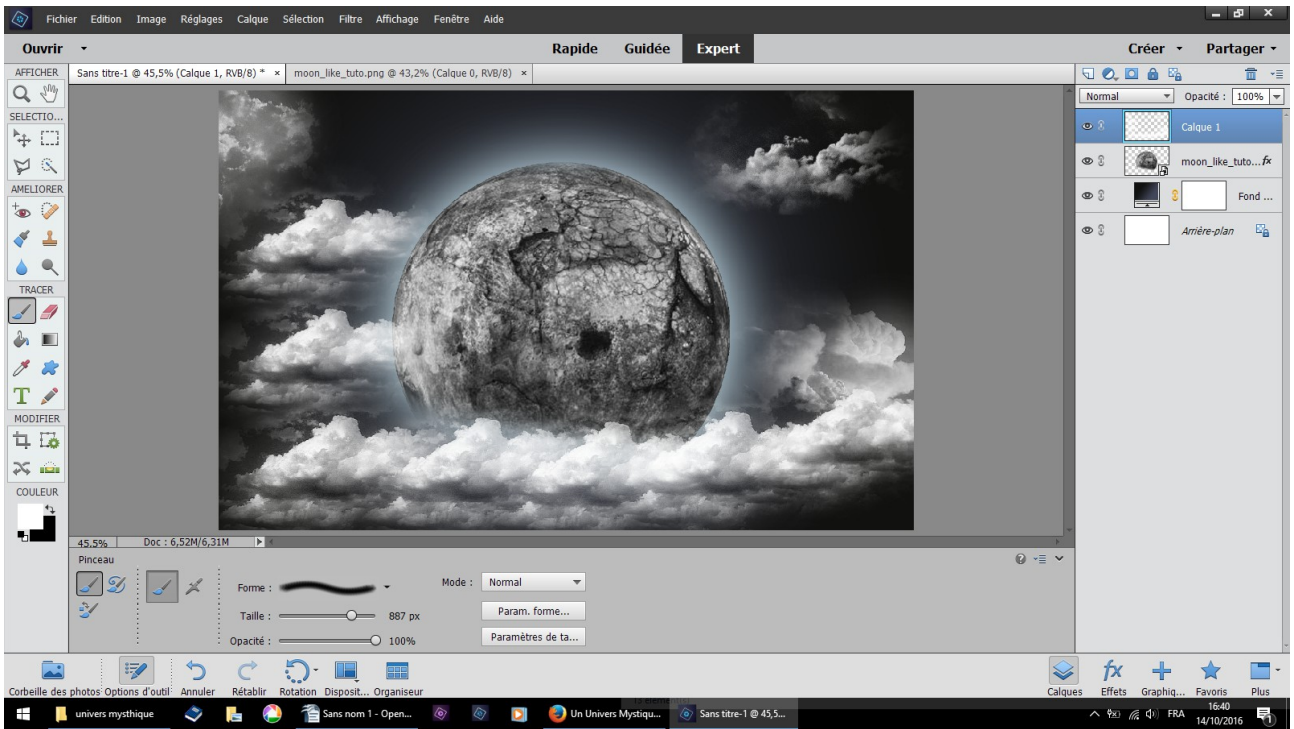 Fichier Edition Image Réglages Calque Sélection Filtre Affichage Fenêtre Aide
Ouvrir Rapide Guidée Expert Créer Partager
AFFICHER Sans titre-1 @ 45,5% (Calque 1, RVB/8) * × moon_like_tuto.png @ 43,2% (Calque 0, RVB/8) ×
Normal Opacité : 100%
SELECTIO...
Calque 1
moon_like_tuto... fx
AMELIORER
Fond ...
Arrière-plan
TRACER
T
MODIFIER
COULEUR
45,5% Doc : 6,52M/6,31M
Pinceau
Forme : Mode : Normal
Taille : 887 px Param. forme...
Opacité : 100% Paramètres de ta...
Corbeille des photos Options d'outil Annuler Rétablir Rotation Disposit... Organiseur Calques Effets Graphiq... Favoris Plus
univers mysthique Sans nom 1 - Open... Un Univers Mystiqu... Sans titre-1 @ 45,5... FRA 16:40
14/10/2016